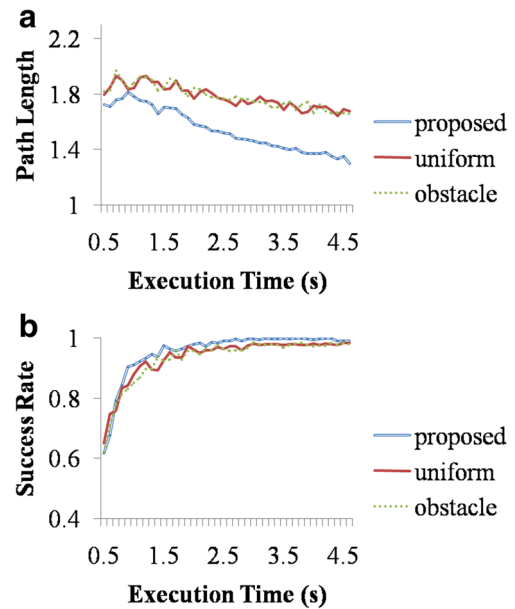 a
2.2
1.8
1.4
1
Path Length
0.5 1.5 2.5 3.5 4.5
Execution Time (s)
proposed
uniform
obstacle
b
1
0.8
0.6
0.4
Success Rate
0.5 1.5 2.5 3.5 4.5
Execution Time (s)
proposed
uniform
obstacle